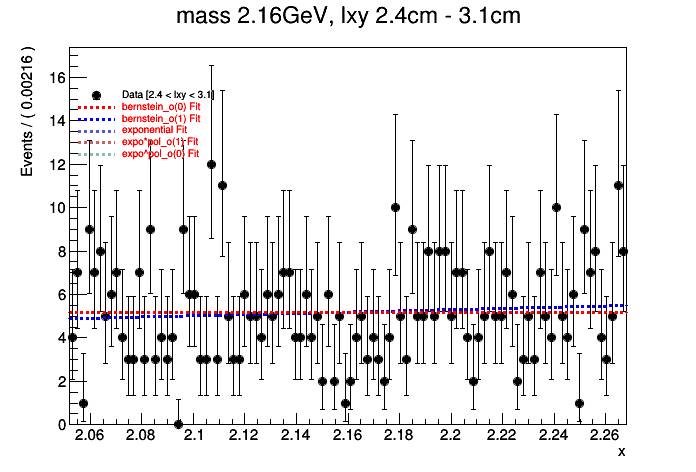 mass 2.16GeV, lxy 2.4cm - 3.1cm
Events / ( 0.00216 )
16
14
12
10
8
6
4
2
0
Data [2.4 < lxy < 3.1]
bernstein_o(0) Fit
bernstein_o(1) Fit
exponential Fit
expo*pol_o(1) Fit
expo^pol_o(0) Fit
2.06 2.08 2.1 2.12 2.14 2.16 2.18 2.2 2.22 2.24 2.26
x